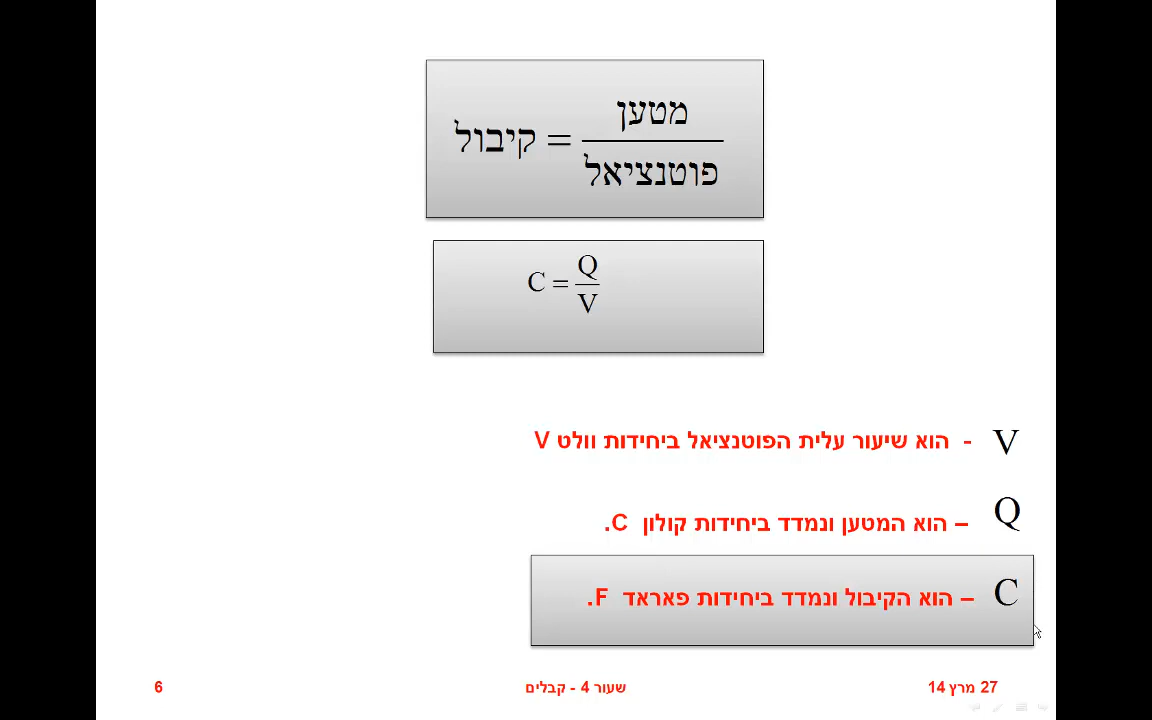 קיבול = מטען / פוטנציאל
C = Q / V
V - הוא שיעור עלית הפוטנציאל ביחידות וולט V
Q – הוא המטען ונמדד ביחידות קולון C.
C – הוא הקיבול ונמדד ביחידות פאראד F.
27 מרץ 14
שעור 4 - קבלים
6